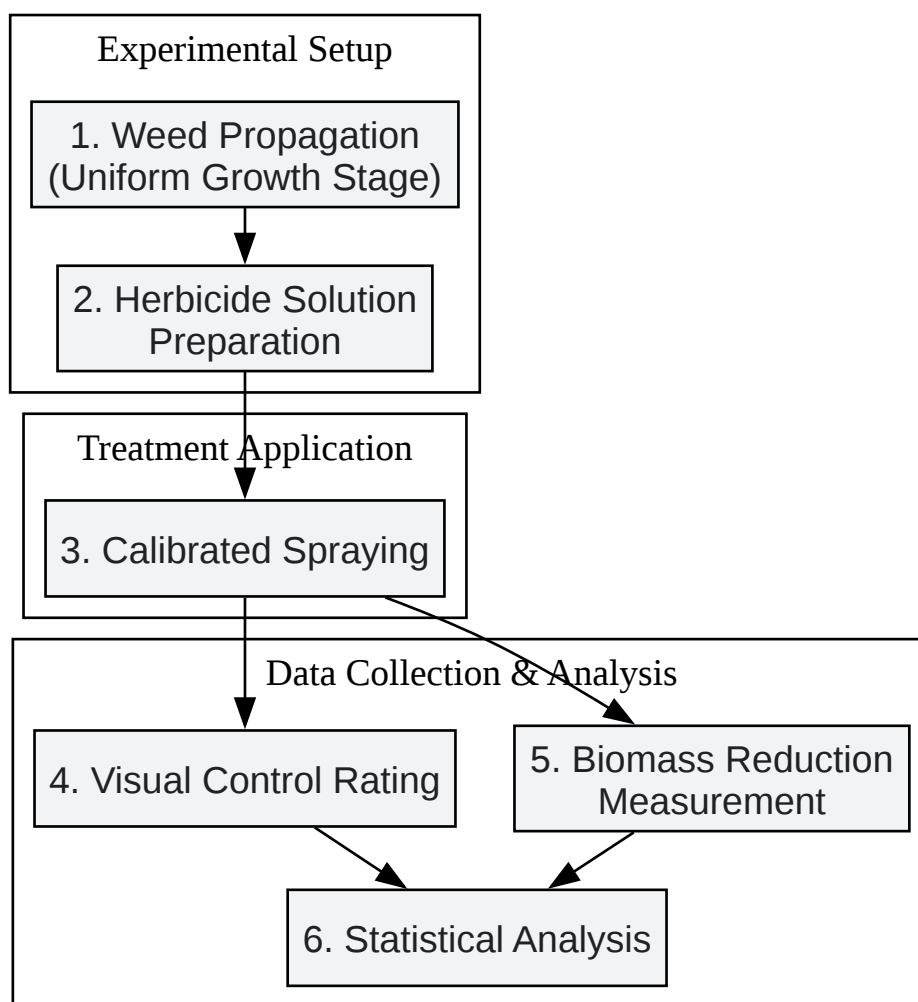 Experimental Setup
1. Weed Propagation
(Uniform Growth Stage)
2. Herbicide Solution
Preparation
Treatment Application
3. Calibrated Spraying
Data Collection & Analysis
4. Visual Control Rating
5. Biomass Reduction
Measurement
6. Statistical Analysis